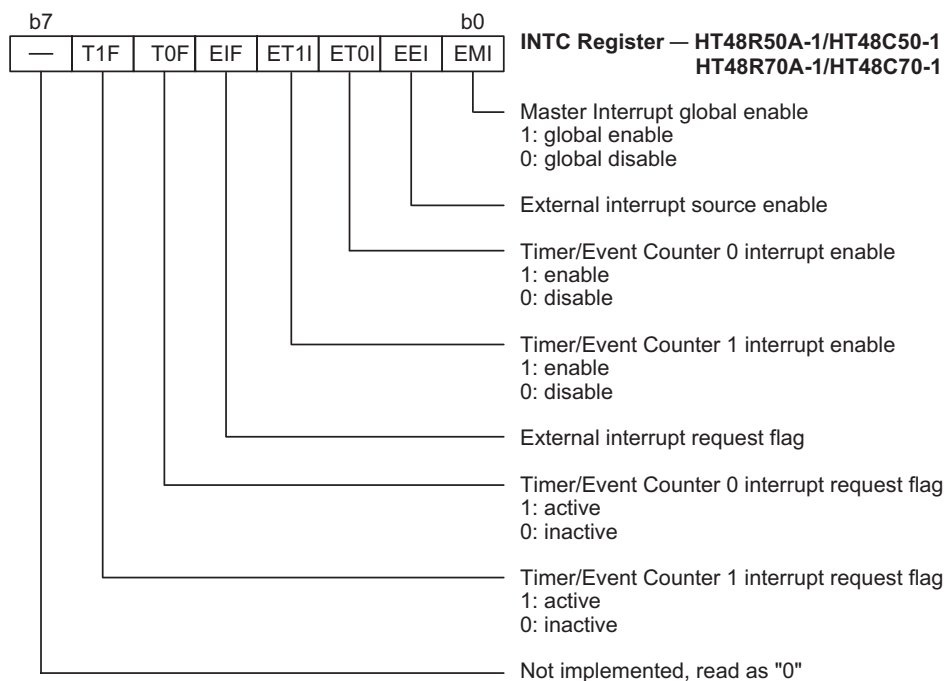 b7 b0
— T1F T0F EIF ET1I ET0I EEI EMI
INTC Register — HT48R50A-1/HT48C50-1
HT48R70A-1/HT48C70-1
Master Interrupt global enable
1: global enable
0: global disable
External interrupt source enable
Timer/Event Counter 0 interrupt enable
1: enable
0: disable
Timer/Event Counter 1 interrupt enable
1: enable
0: disable
External interrupt request flag
Timer/Event Counter 0 interrupt request flag
1: active
0: inactive
Timer/Event Counter 1 interrupt request flag
1: active
0: inactive
Not implemented, read as "0"